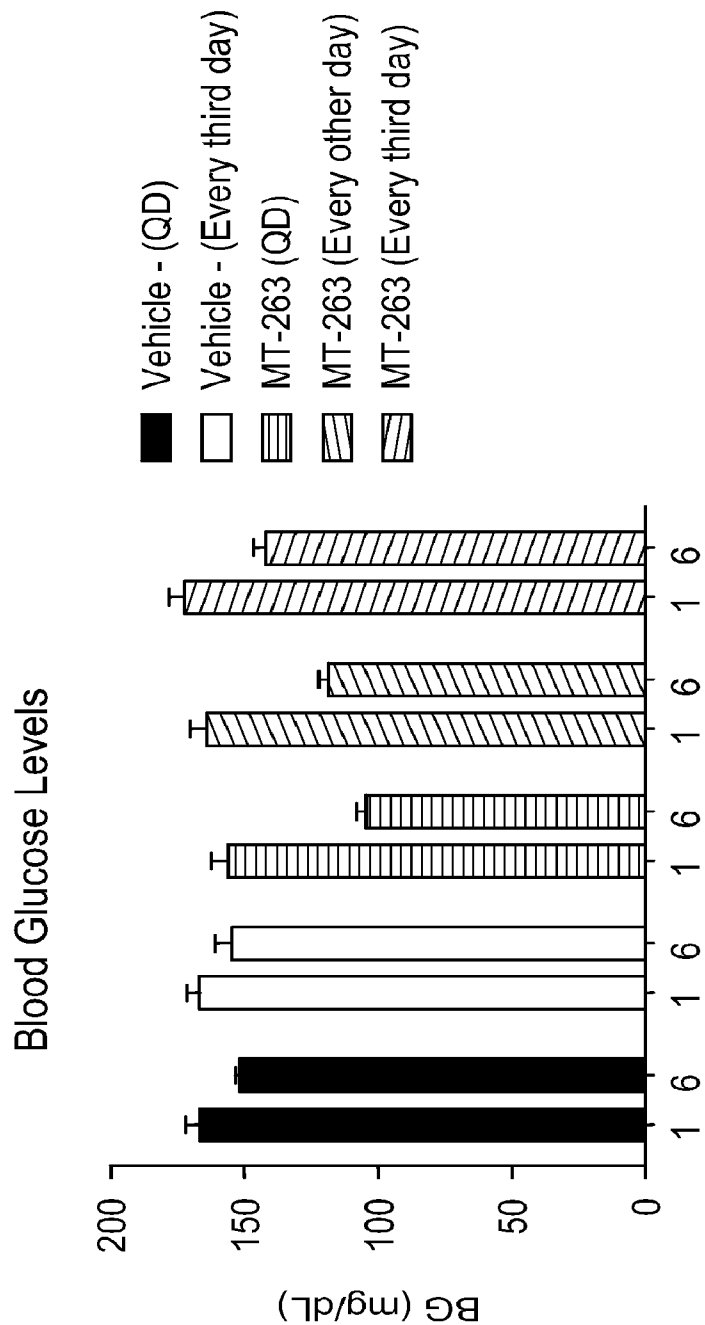 Blood Glucose Levels
BG (mg/dL)
200
150
100
50
0
1 6 1 6 1 6 1 6 1 6
Vehicle - (QD)
Vehicle - (Every third day)
MT-263 (QD)
MT-263 (Every other day)
MT-263 (Every third day)